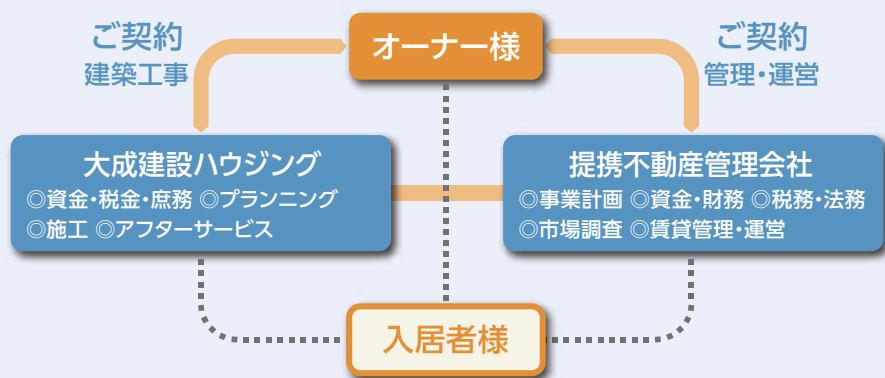 オーナー様
ご契約
建築工事
ご契約
管理・運営
大成建設ハウジング
◎資金・税金・庶務 ◎プランニング
◎施工 ◎アフターサービス
提携不動産管理会社
◎事業計画 ◎資金・財務 ◎税務・法務
◎市場調査 ◎賃貸管理・運営
入居者様